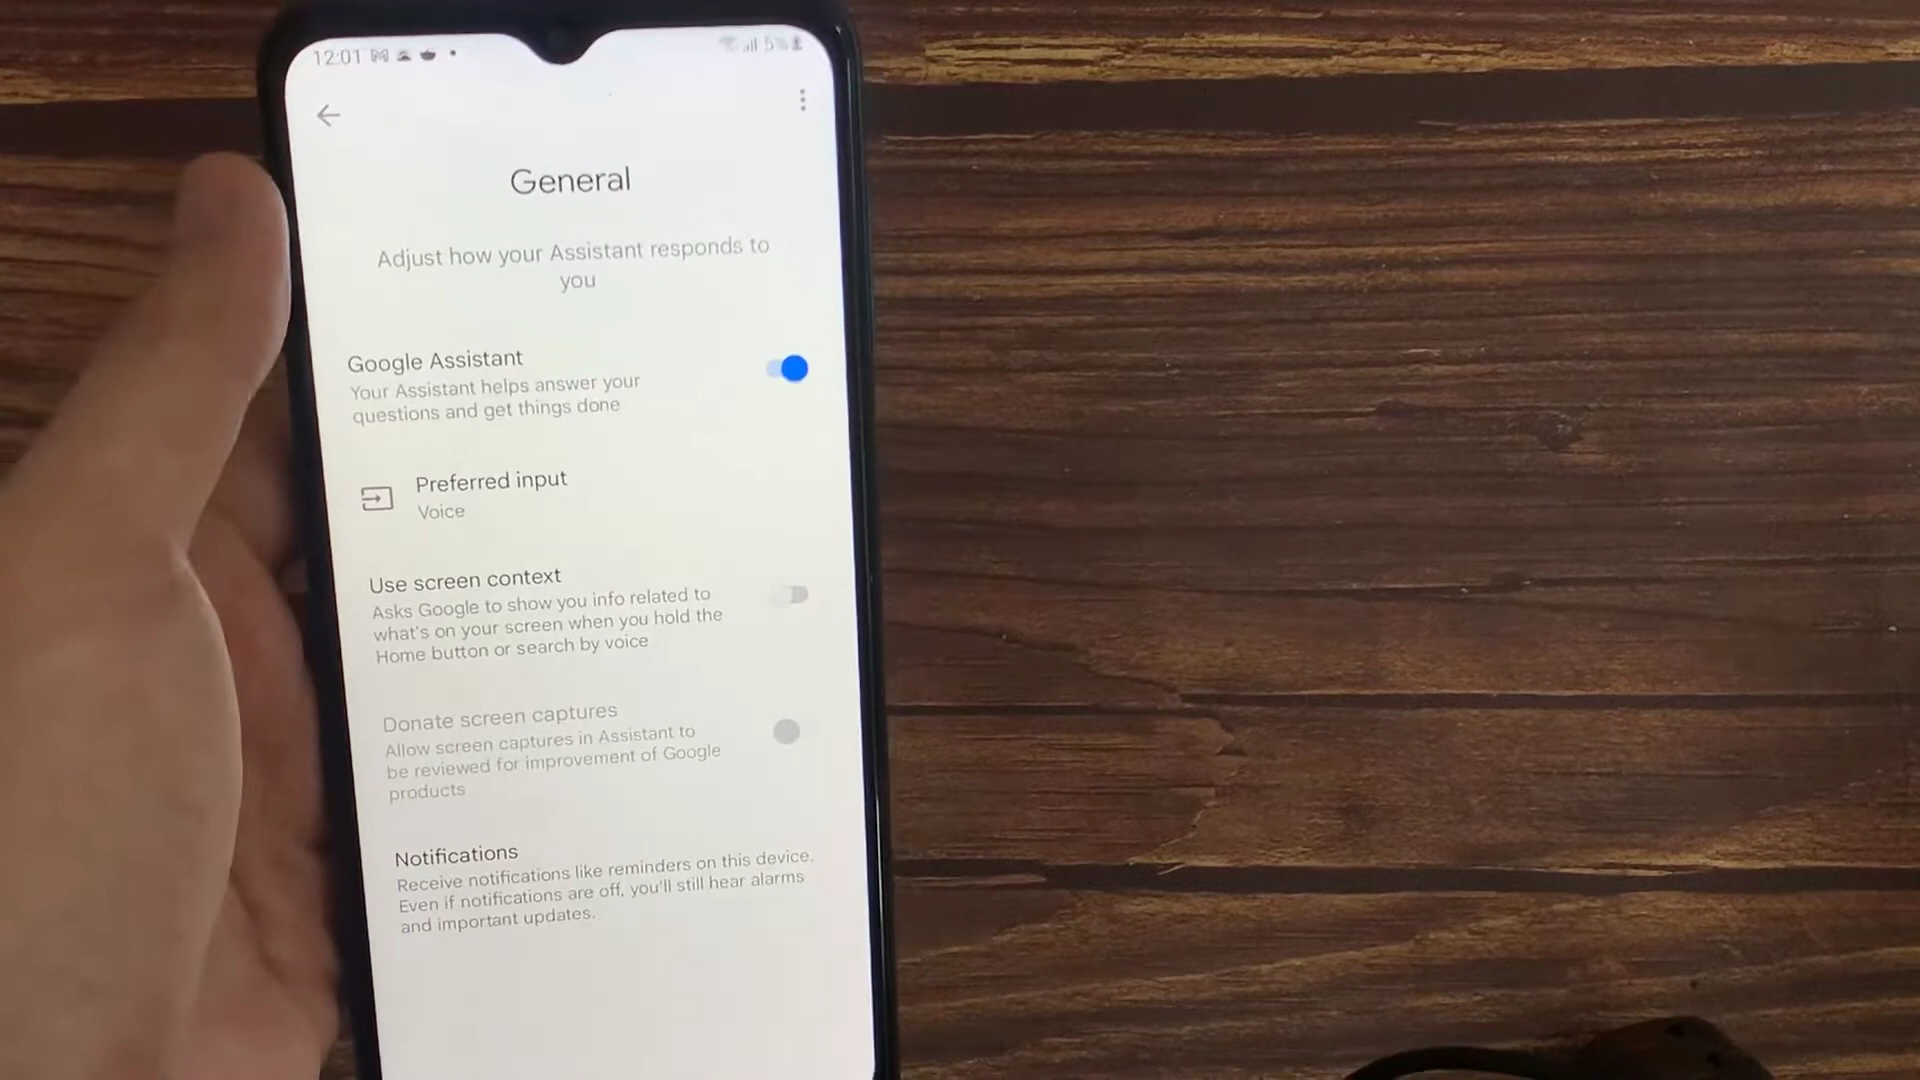 12:01
5%
General
Adjust how your Assistant responds to
you
Google Assistant
Your Assistant helps answer your
questions and get things done
Preferred input
Voice
Use screen context
Asks Google to show you info related to
what's on your screen when you hold the
Home button or search by voice
Donate screen captures
Allow screen captures in Assistant to
be reviewed for improvement of Google
products
Notifications
Receive notifications like reminders on this device.
Even if notifications are off, you'll still hear alarms
and important updates.